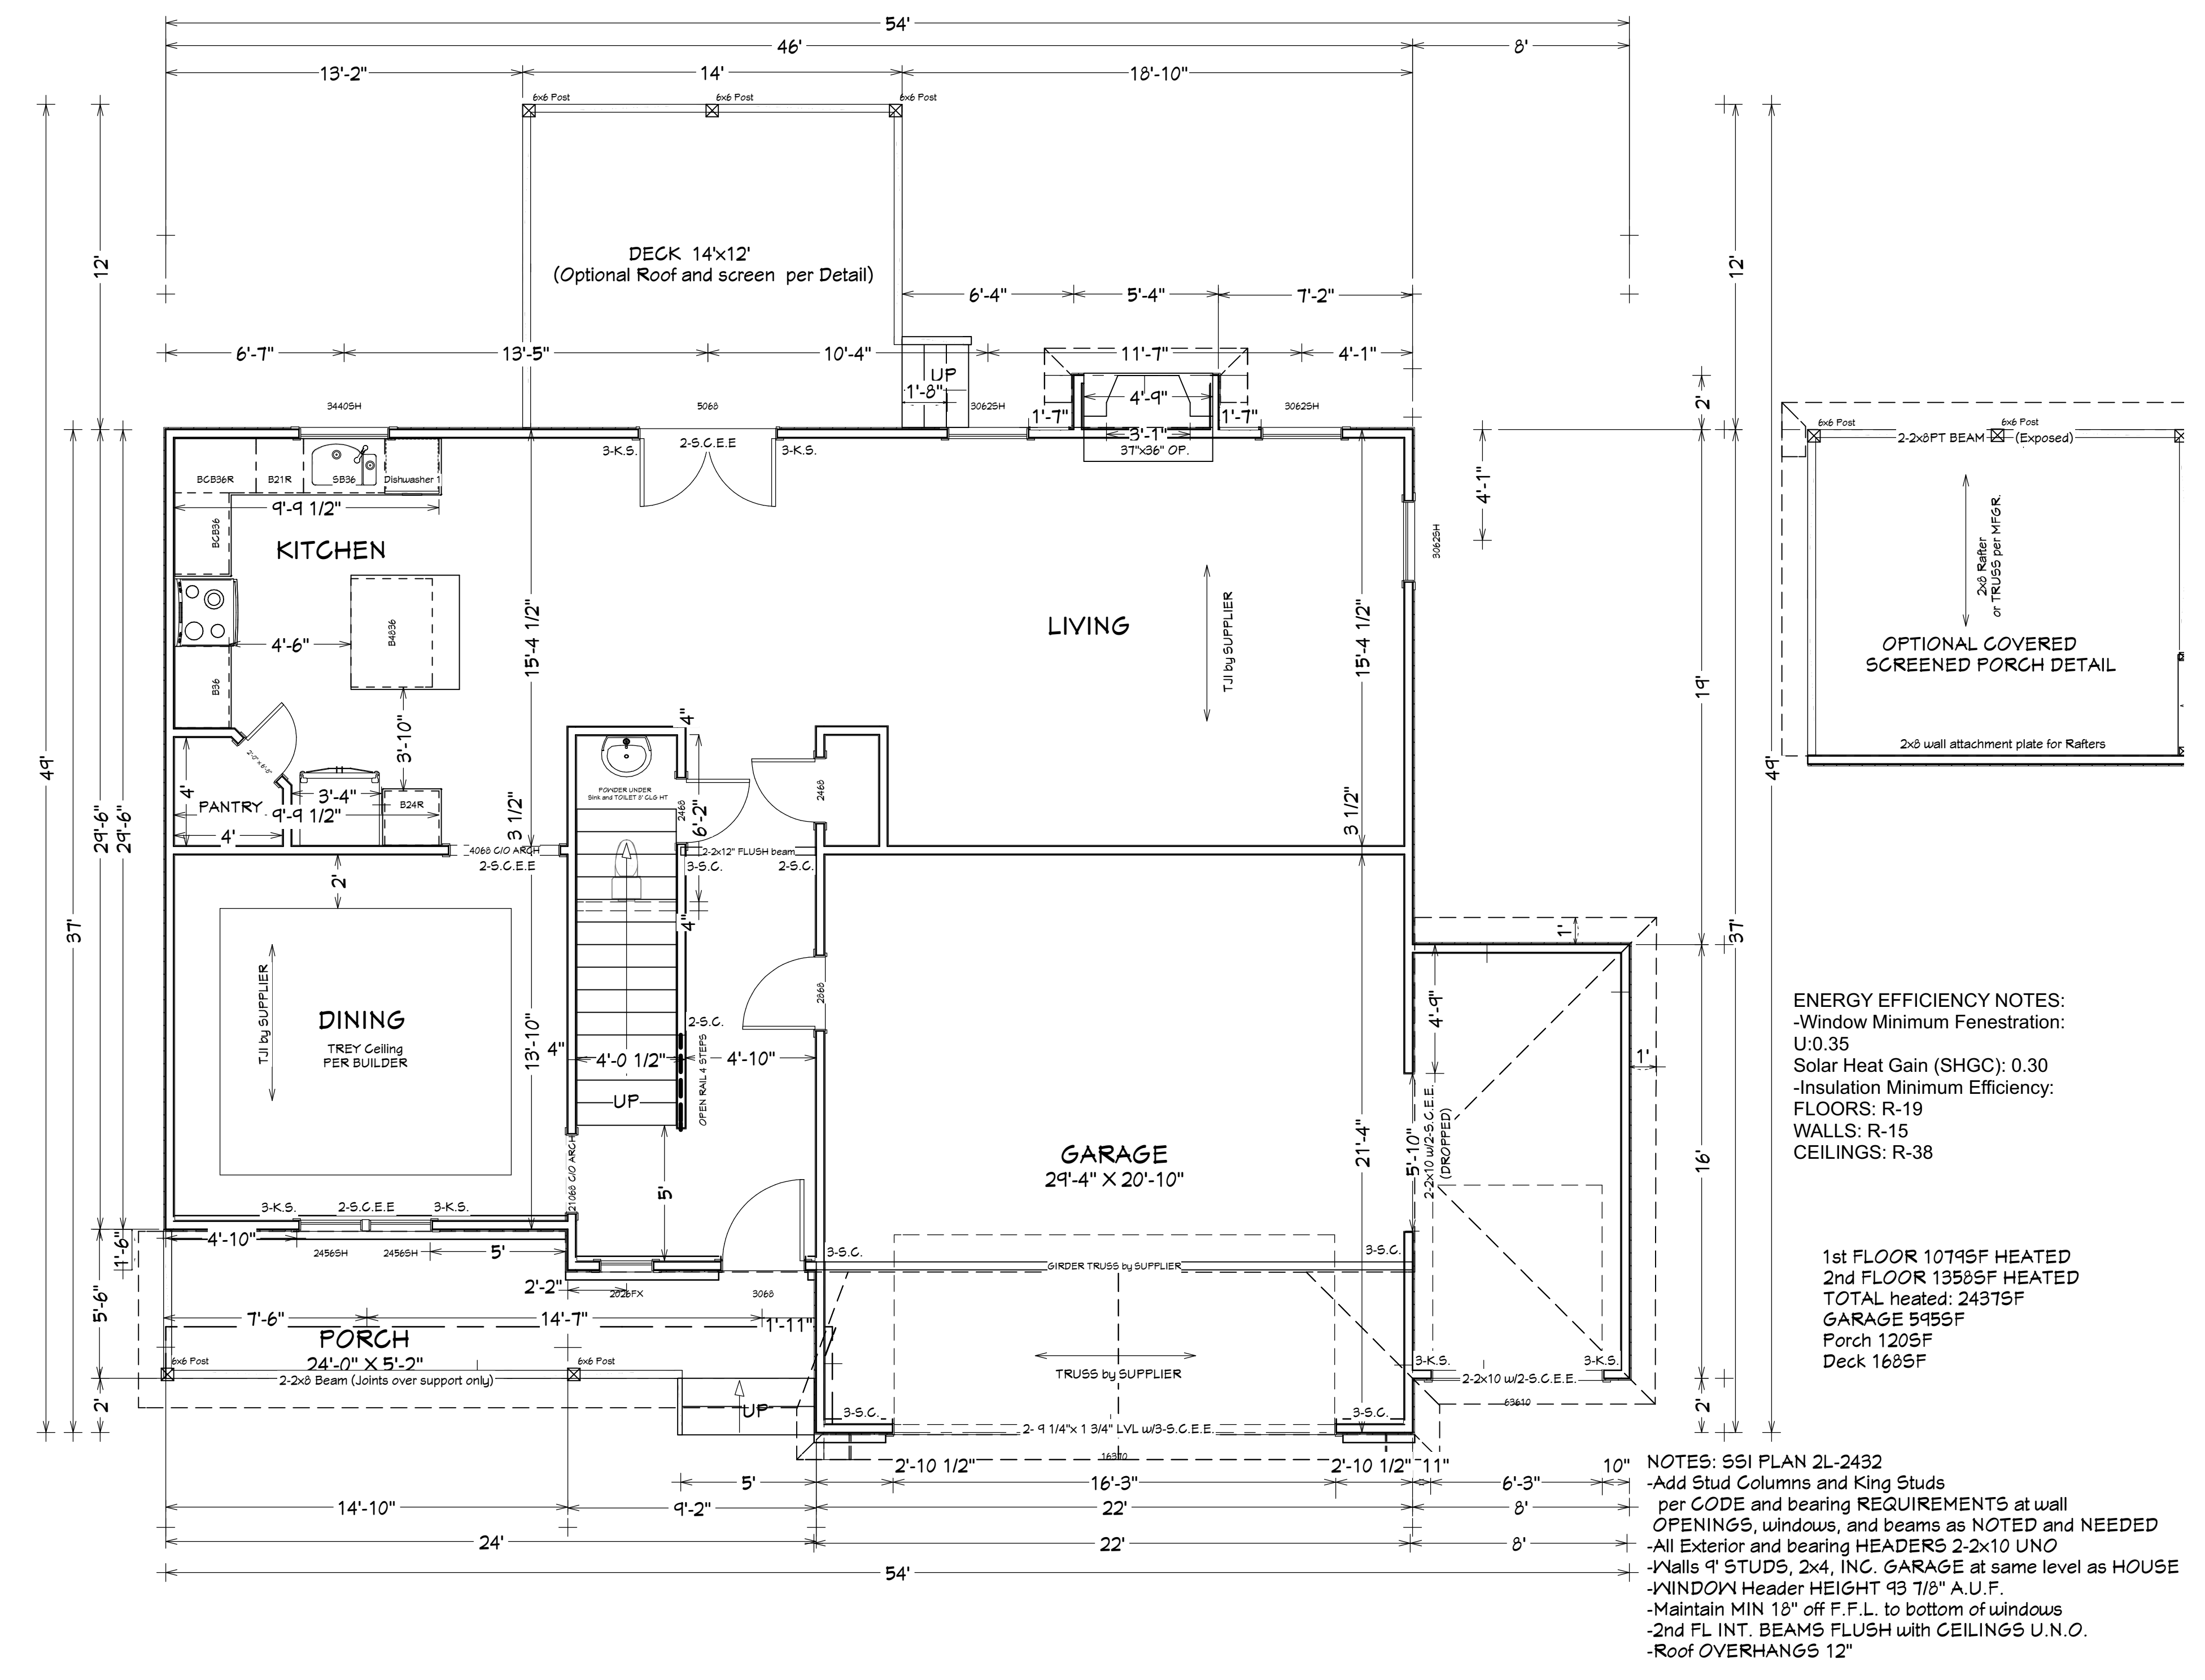 54'
46'
8'
13'-2"
14'
18'-10"
6x6 Post
6x6 Post
6x6 Post
12'
12'
DECK 14'x12'
(Optional Roof and screen per Detail)
6'-4"
5'-4"
7'-2"
6'-7"
13'-5"
10'-4"
11'-7"
4'-1"
UP
1'-8"
4'-9"
2'
3440SH
5068
3062SH
1'-7"
1'-7"
3062SH
3'-1"
37"x36" OP.
3-K.S.
2-S.C.E.E
3-K.S.
BCB36R
B21R
SB36
Dishwasher 1
9'-9 1/2"
BCB36
KITCHEN
4'-1"
3062SH
6x6 Post
6x6 Post
2-2x8PT BEAM
(Exposed)
2x8 Rafter
or TRUSS per MFGR.
OPTIONAL COVERED
SCREENED PORCH DETAIL
2x8 wall attachment plate for Rafters
4'-6"
B4836
B36
15'-4 1/2"
LIVING
TJI by SUPPLIER
15'-4 1/2"
19'
3'-10"
4"
2'-0" x 6'-8"
49'
29'-6"
29'-6"
37'
4'
PANTRY
3'-4"
9'-9 1/2"
B24R
4'
3 1/2"
POWDER UNDER
Sink and TOILET 5' CLG HT
2468
6'-2"
2468
3 1/2"
49'
37'
4068 C/O ARCH
2-S.C.E.E
2-2x12" FLUSH beam
3-S.C.
2-S.C.
2'
4"
1'
TJI by SUPPLIER
DINING
TREY Ceiling
PER BUILDER
13'-10"
4"
4'-0 1/2"
2-S.C.
4'-10"
2868
OPEN RAIL 4 STEPS
UP
4'-9"
1'
2-2x10 w/2-S.C.E.E.
(DROPPED)
5'-10"
21'-4"
16'
GARAGE
29'-4" X 20'-10"
21068 C/O ARCH
5'
ENERGY EFFICIENCY NOTES:
-Window Minimum Fenestration:
U:0.35
Solar Heat Gain (SHGC): 0.30
-Insulation Minimum Efficiency:
FLOORS: R-19
WALLS: R-15
CEILINGS: R-38
3-K.S.
2-S.C.E.E
3-K.S.
4'-10"
2456SH
2456SH
5'
1'-6"
5'-6"
2'
2'-2"
2026FX
3068
3-S.C.
GIRDER TRUSS by SUPPLIER
3-S.C.
7'-6"
14'-7"
1'-11"
PORCH
24'-0" X 5'-2"
6x6 Post
6x6 Post
2-2x8 Beam (Joints over support only)
UP
TRUSS by SUPPLIER
3-K.S.
3-K.S.
2-2x10 w/2-S.C.E.E.
63610
2'
3-S.C.
3-S.C.
2- 9 1/4"x 1 3/4" LVL w/3-S.C.E.E.
16370
1st FLOOR 1079SF HEATED
2nd FLOOR 1358SF HEATED
TOTAL heated: 2437SF
GARAGE 595SF
Porch 120SF
Deck 168SF
5'
2'-10 1/2"
16'-3"
2'-10 1/2"
11"
6'-3"
10"
14'-10"
9'-2"
22'
8'
24'
22'
8'
54'
NOTES: SSI PLAN 2L-2432
-Add Stud Columns and King Studs
per CODE and bearing REQUIREMENTS at wall
OPENINGS, windows, and beams as NOTED and NEEDED
-All Exterior and bearing HEADERS 2-2x10 UNO
-Walls 9' STUDS, 2x4, INC. GARAGE at same level as HOUSE
-WINDOW Header HEIGHT 93 7/8" A.U.F.
-Maintain MIN 18" off F.F.L. to bottom of windows
-2nd FL INT. BEAMS FLUSH with CEILINGS U.N.O.
-Roof OVERHANGS 12"